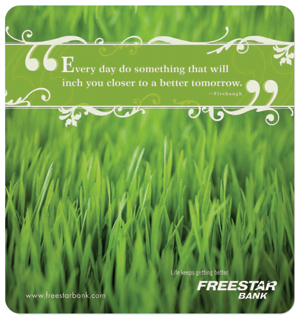 “Every day do something that will
inch you closer to a better tomorrow.”
—Firebaugh
Life keeps getting better.
FREESTAR
BANK
www.freestarbank.com